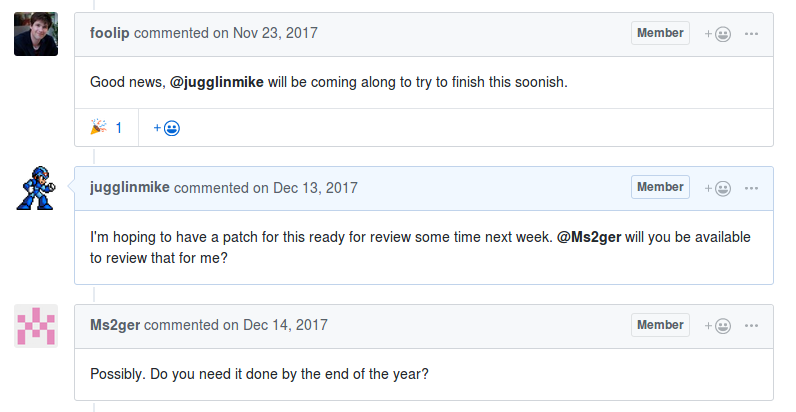 foolip commented on Nov 23, 2017 Member
Good news, @jugglinmike will be coming along to try to finish this soonish.
1
jugglinmike commented on Dec 13, 2017 Member
I'm hoping to have a patch for this ready for review some time next week. @Ms2ger will you be available
to review that for me?
Ms2ger commented on Dec 14, 2017 Member
Possibly. Do you need it done by the end of the year?